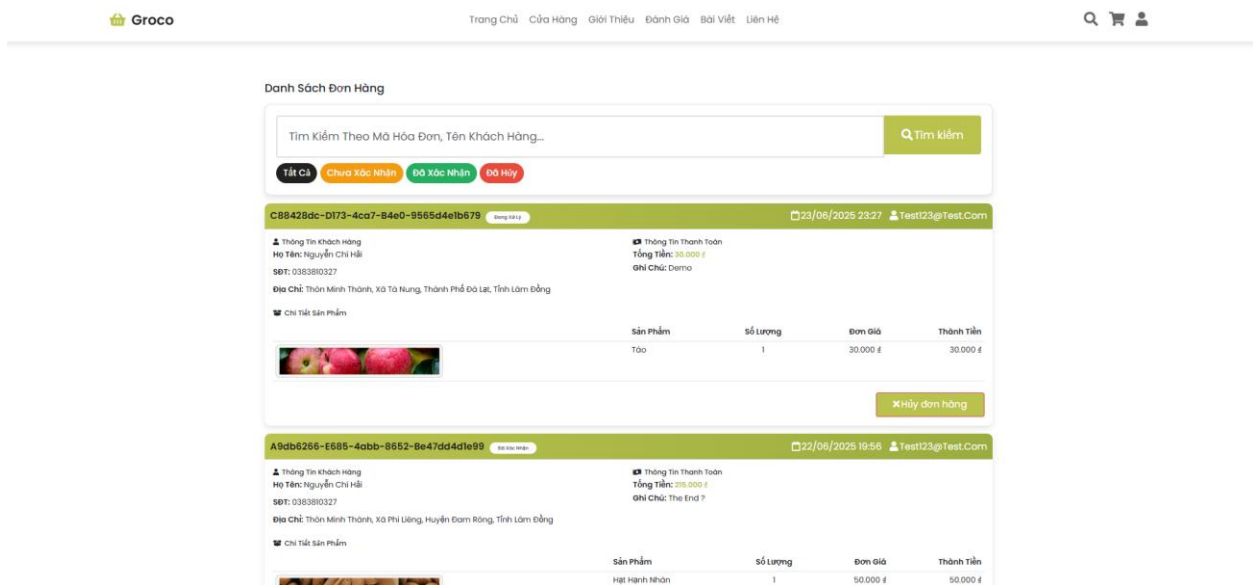 Groco
Trang Chủ Cửa Hàng Giới Thiệu Đánh Giá Bài Viết Liên Hệ
Danh Sách Đơn Hàng
Tìm Kiếm Theo Mã Hóa Đơn, Tên Khách Hàng...
Tìm kiếm
Tất Cả Chưa Xác Nhận Đã Xác Nhận Đã Hủy
C88428dc-D173-4ca7-B4e0-9565d4e1b679 Đang Xử Lý 23/06/2025 23:27 Test123@Test.Com
Thông Tin Khách Hàng
Họ Tên: Nguyễn Chí Hải
SĐT: 0383810327
Địa Chỉ: Thôn Minh Thành, Xã Tà Nung, Thành Phố Đà Lạt, Tỉnh Lâm Đồng
Thông Tin Thanh Toán
Tổng Tiền: 30.000 ₫
Ghi Chú: Demo
Chi Tiết Sản Phẩm
Sản Phẩm Số Lượng Đơn Giá Thành Tiền
Táo 1 30.000 ₫ 30.000 ₫
Hủy đơn hàng
A9db6266-E685-4abb-8652-Be47dd4d1e99 Đã Xác Nhận 22/06/2025 19:56 Test123@Test.Com
Thông Tin Khách Hàng
Họ Tên: Nguyễn Chí Hải
SĐT: 0383810327
Địa Chỉ: Thôn Minh Thành, Xã Phi Liêng, Huyện Đam Rông, Tỉnh Lâm Đồng
Thông Tin Thanh Toán
Tổng Tiền: 215.000 ₫
Ghi Chú: The End ?
Chi Tiết Sản Phẩm
Sản Phẩm Số Lượng Đơn Giá Thành Tiền
Hạt Hạnh Nhân 1 50.000 ₫ 50.000 ₫